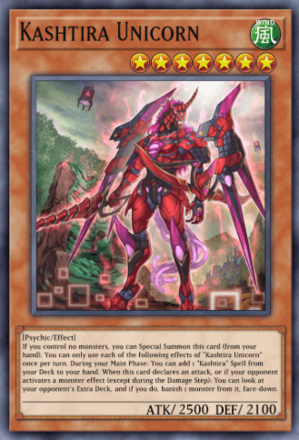 Kashtira Unicorn
WIND
風
[Psychic/Effect]
If you control no monsters, you can Special Summon this card (from your
hand). You can only use each of the following effects of "Kashtira Unicorn"
once per turn. During your Main Phase: You can add 1 "Kashtira" Spell from
your Deck to your hand. When this card declares an attack, or if your opponent
activates a monster effect (except during the Damage Step): You can look at
your opponent's Extra Deck, and if you do, banish 1 monster from it, face-down.
ATK/ 2500 DEF/ 2100